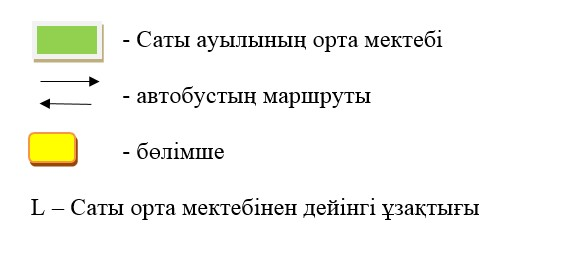 - Саты ауылының орта мектебі
- автобустың маршруты
- бөлімше
L – Саты орта мектебінен дейінгі ұзақтығы